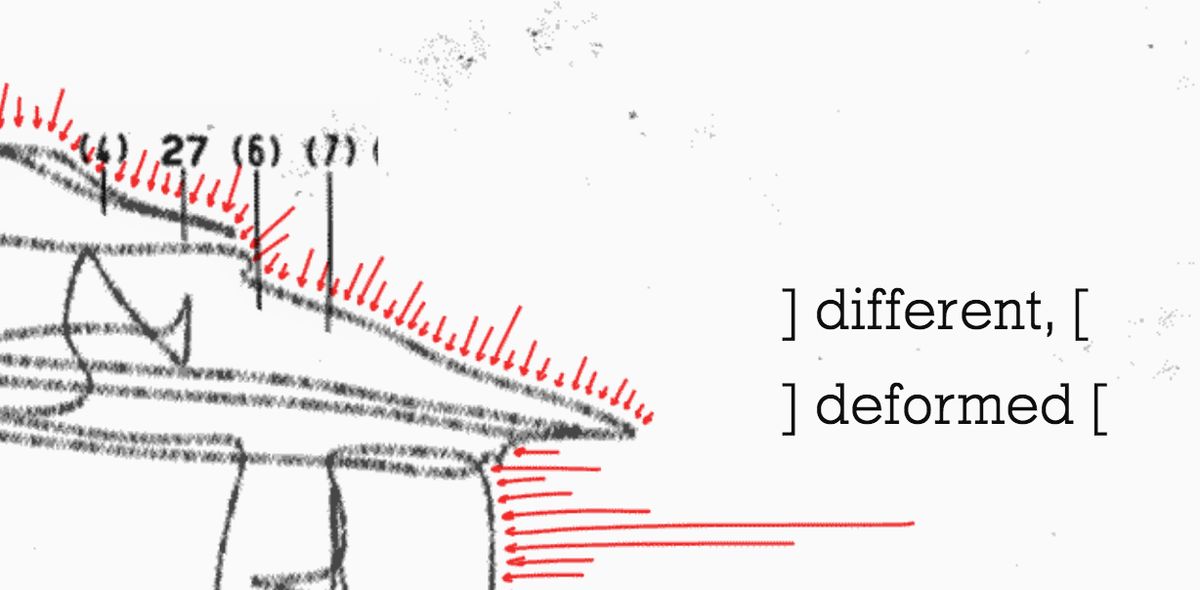 (4) 27 (6) (7) (
] different, [
] deformed [